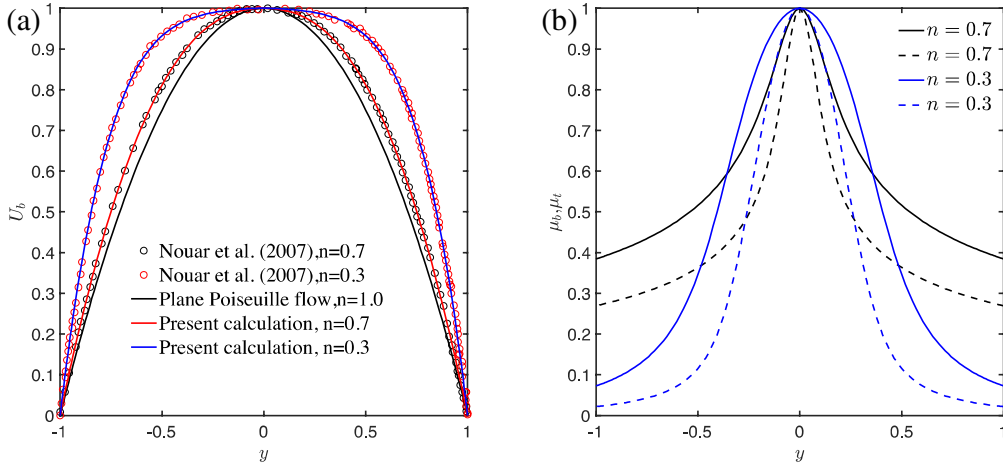 (a)
1
0.9
0.8
0.7
0.6
0.5
0.4
0.3
0.2
0.1
0
U_b
Nouar et al. (2007),n=0.7
Nouar et al. (2007),n=0.3
Plane Poiseuille flow,n=1.0
Present calculation, n=0.7
Present calculation, n=0.3
-1
-0.5
0
0.5
1
y
(b)
1
0.9
0.8
0.7
0.6
0.5
0.4
0.3
0.2
0.1
0
μ_b,μ_t
n = 0.7
n = 0.7
n = 0.3
n = 0.3
-1
-0.5
0
0.5
1
y